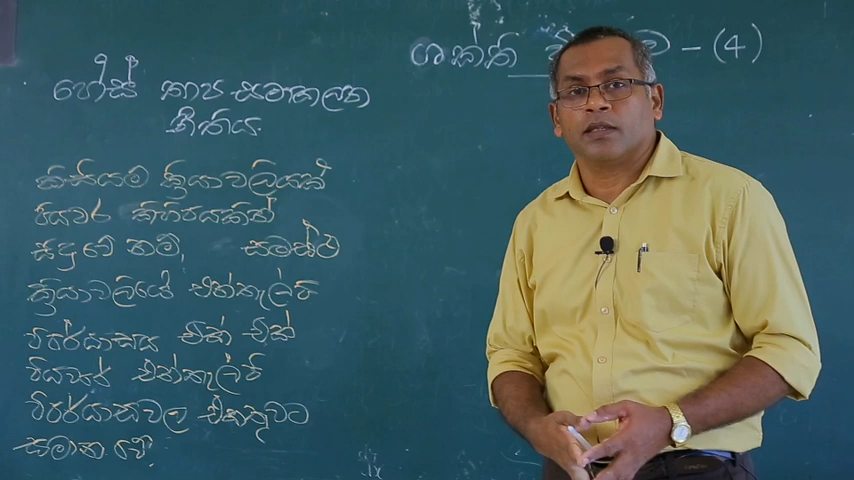 ශක්ති වි ව – (4)
හේස් තාප සමාකලන
නීතිය.
කිසියම් ක්‍රියාවලියක්
පියවර කිහිපයකින්
සිදු වේ නම්, සමස්ථ
ක්‍රියාවලියේ එන්තැල්පි
විපර්යාසය එක් එක්
පියවරේ එන්තැල්පි
විපර්යාසවල එකතුවට
සමාන වේ.